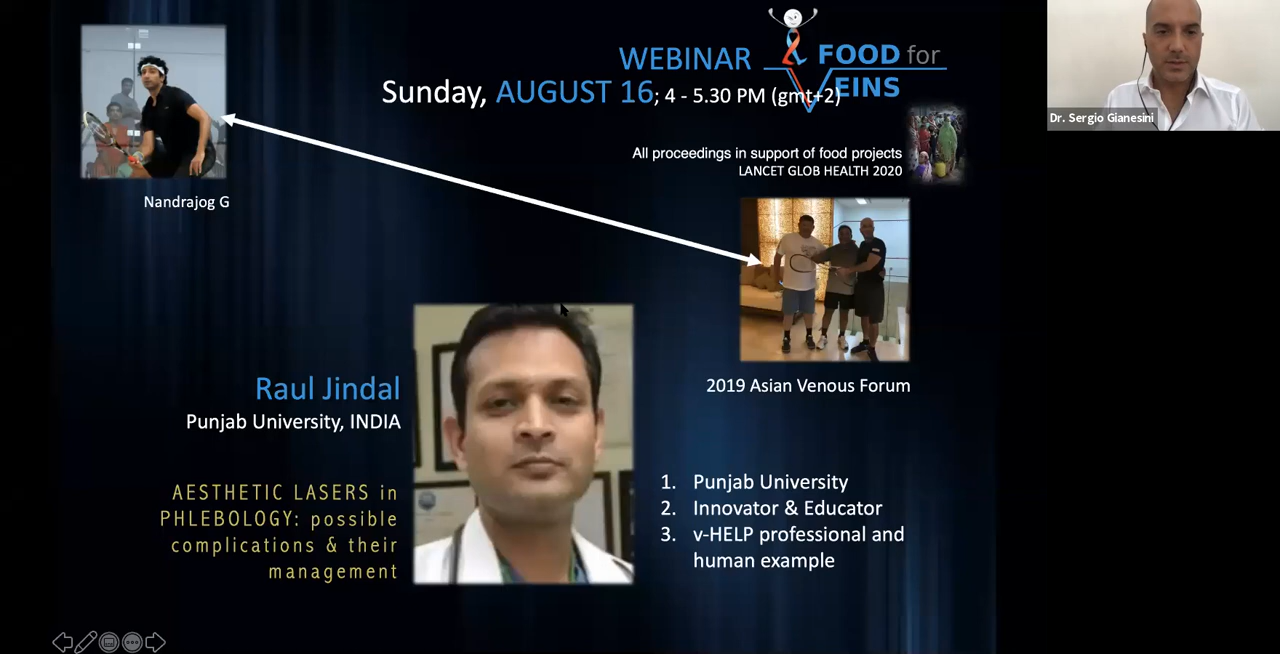 WEBINAR
FOOD for
VEINS
Sunday, AUGUST 16; 4 - 5.30 PM (gmt+2)
Dr. Sergio Gianesini
All proceedings in support of food projects
LANCET GLOB HEALTH 2020
Nandrajog G
2019 Asian Venous Forum
Raul Jindal
Punjab University, INDIA
AESTHETIC LASERS in
PHLEBOLOGY: possible
complications & their
management
1. Punjab University
2. Innovator & Educator
3. v-HELP professional and
human example